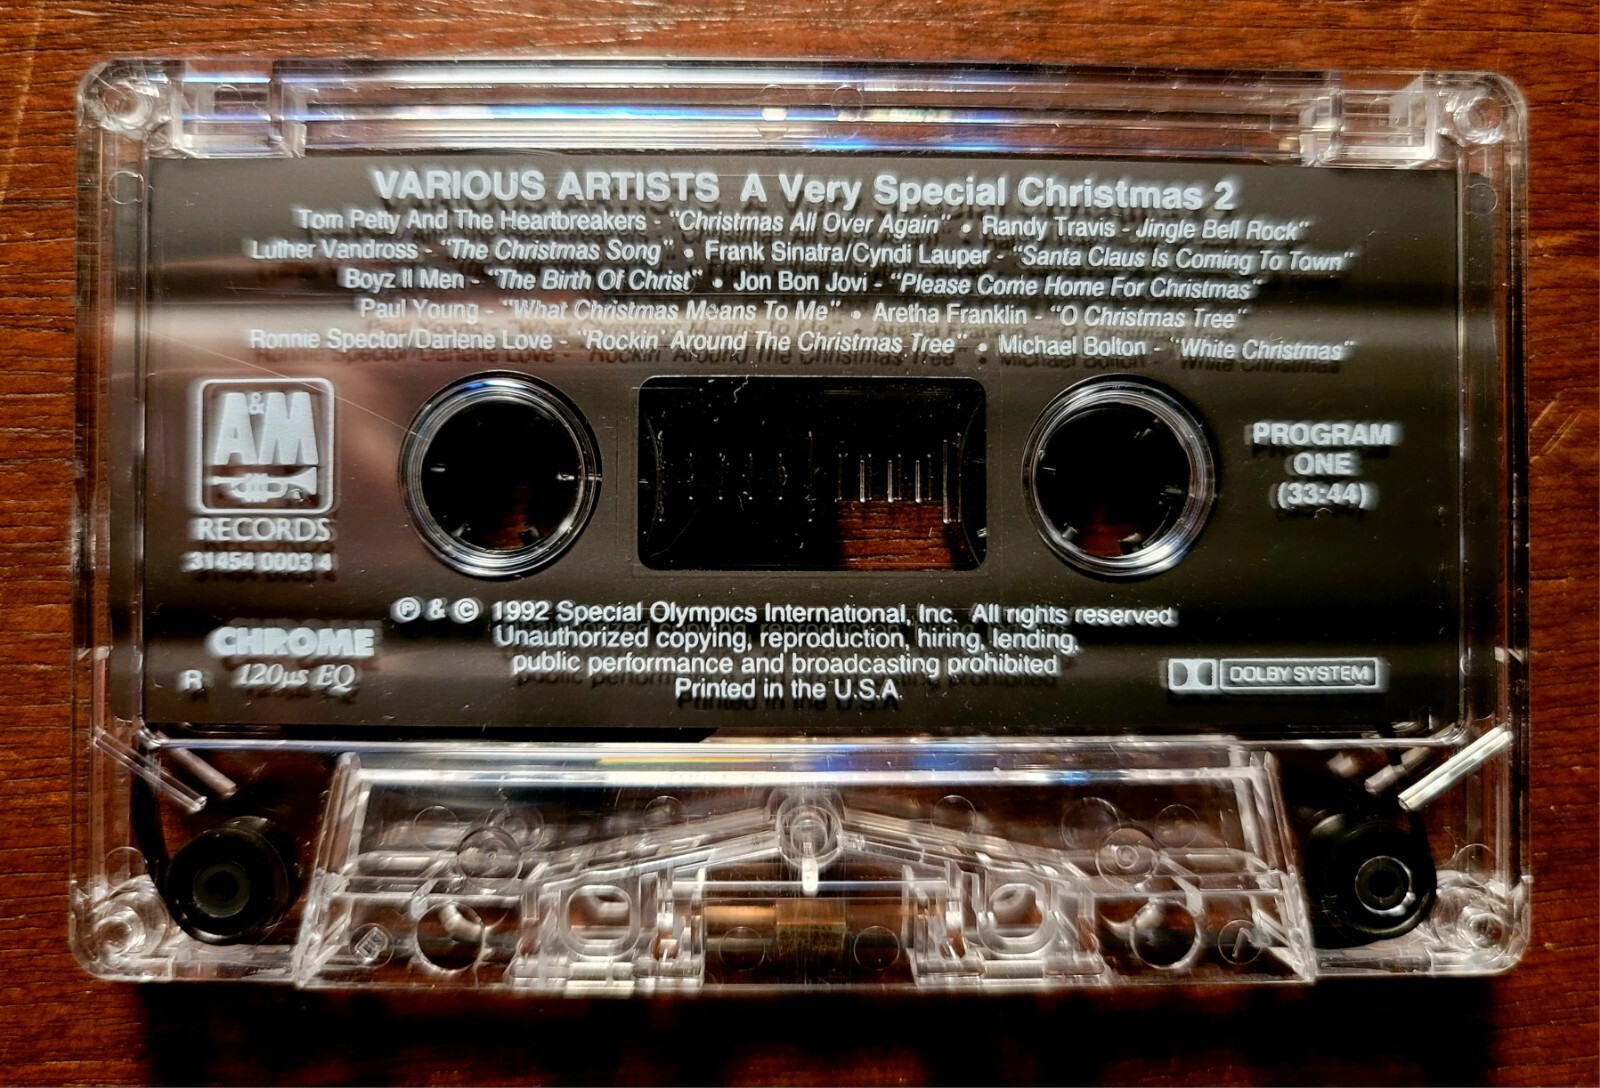 VARIOUS ARTISTS A Very Special Christmas 2
Tom Petty And The Heartbreakers - "Christmas All Over Again" • Randy Travis - Jingle Bell Rock"
Luther Vandross - "The Christmas Song" • Frank Sinatra/Cyndi Lauper - "Santa Claus Is Coming To Town"
Boyz II Men - "The Birth Of Christ" • Jon Bon Jovi - "Please Come Home For Christmas"
Paul Young - "What Christmas Means To Me" • Aretha Franklin - "O Christmas Tree"
Ronnie Spector/Darlene Love - "Rockin' Around The Christmas Tree" • Michael Bolton - "White Christmas"
A&M
RECORDS
31454 0003 4
PROGRAM
ONE
(33:44)
℗ & © 1992 Special Olympics International, Inc. All rights reserved.
Unauthorized copying, reproduction, hiring, lending,
public performance and broadcasting prohibited
Printed in the U.S.A.
CHROME
R 120µs EQ
DOLBY SYSTEM